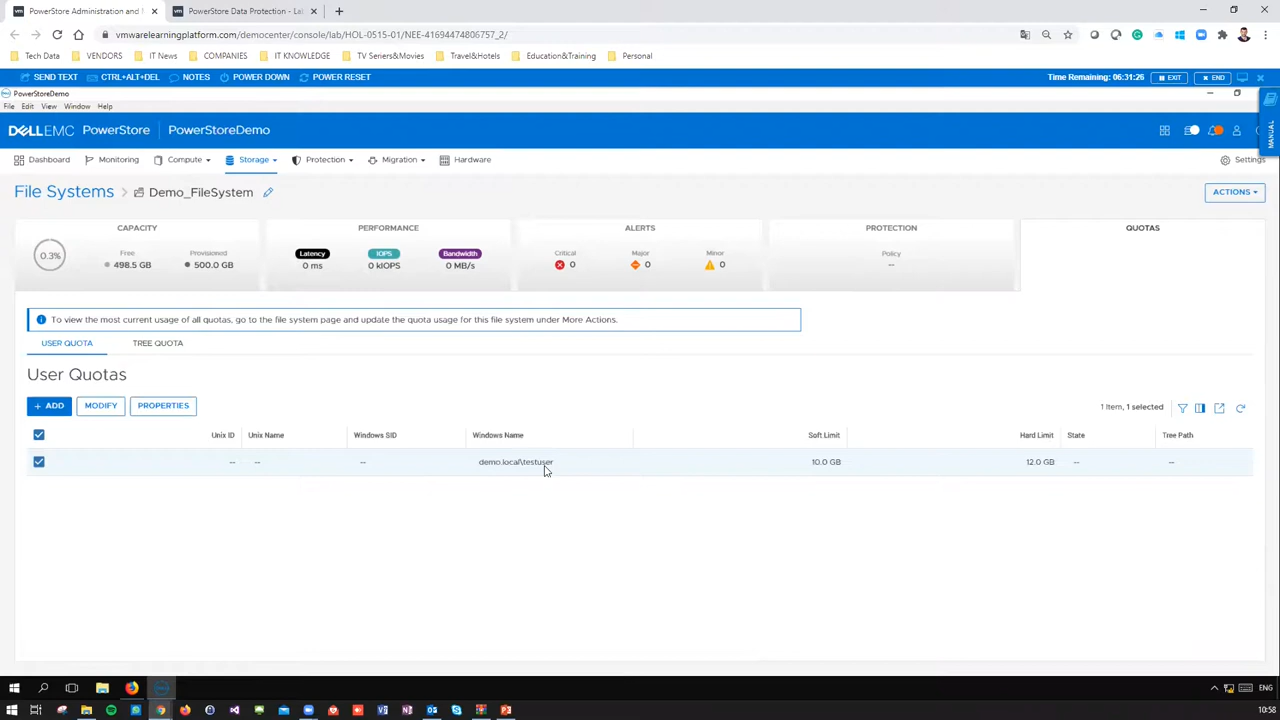 PowerStore Administration and M
PowerStore Data Protection - La
vmwarelearningplatform.com/democenter/console/lab/HOL-0515-01/NEE-41694474806757_2/
Tech Data
VENDORS
IT News
COMPANIES
IT KNOWLEDGE
TV Seriers&Movies
Travel&Hotels
Education&Training
Personal
SEND TEXT
CTRL+ALT+DEL
NOTES
POWER DOWN
POWER RESET
Time Remaining: 06:31:26
EXIT
END
PowerStoreDemo
File Edit View Window Help
MANUAL
DELLEMC PowerStore PowerStoreDemo
Dashboard
Monitoring
Compute
Storage
Protection
Migration
Hardware
Settings
File Systems > Demo_FileSystem
ACTIONS
CAPACITY
0.3%
Free
498.5 GB
Provisioned
500.0 GB
PERFORMANCE
Latency
0 ms
IOPS
0 kIOPS
Bandwidth
0 MB/s
ALERTS
Critical
0
Major
0
Minor
0
PROTECTION
Policy
--
QUOTAS
To view the most current usage of all quotas, go to the file system page and update the quota usage for this file system under More Actions.
USER QUOTA
TREE QUOTA
User Quotas
+ ADD
MODIFY
PROPERTIES
1 Item, 1 selected
Unix ID Unix Name Windows SID Windows Name Soft Limit Hard Limit State Tree Path
-- -- -- demo.local\testuser 10.0 GB 12.0 GB -- --
ENG
10:58